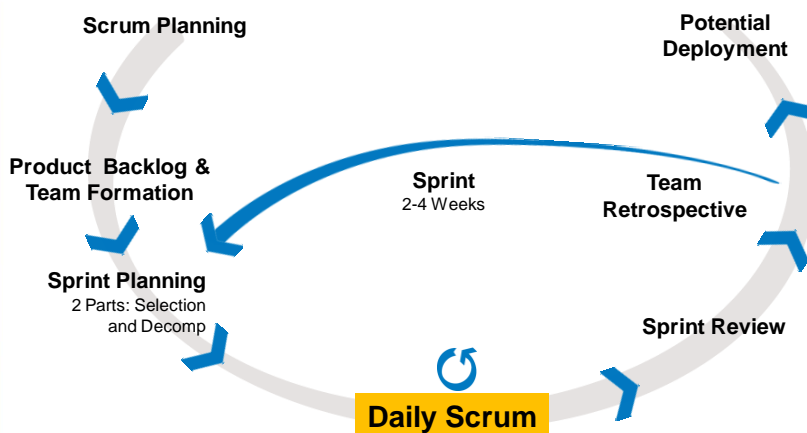 Scrum Planning
Potential
Deployment
Product Backlog &
Team Formation
Sprint
2-4 Weeks
Team
Retrospective
Sprint Planning
2 Parts: Selection
and Decomp
Sprint Review
Daily Scrum